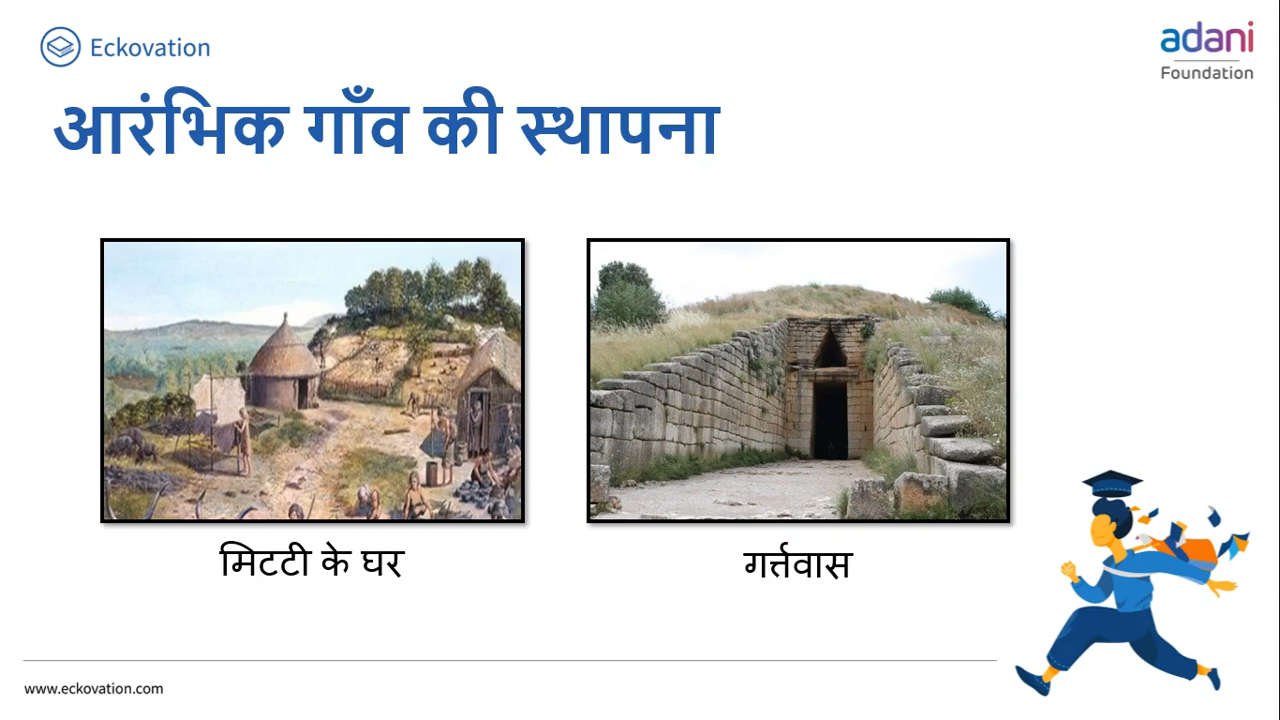 Eckovation
adani
Foundation
आरंभिक गाँव की स्थापना
मिटटी के घर
गर्त्तवास
www.eckovation.com